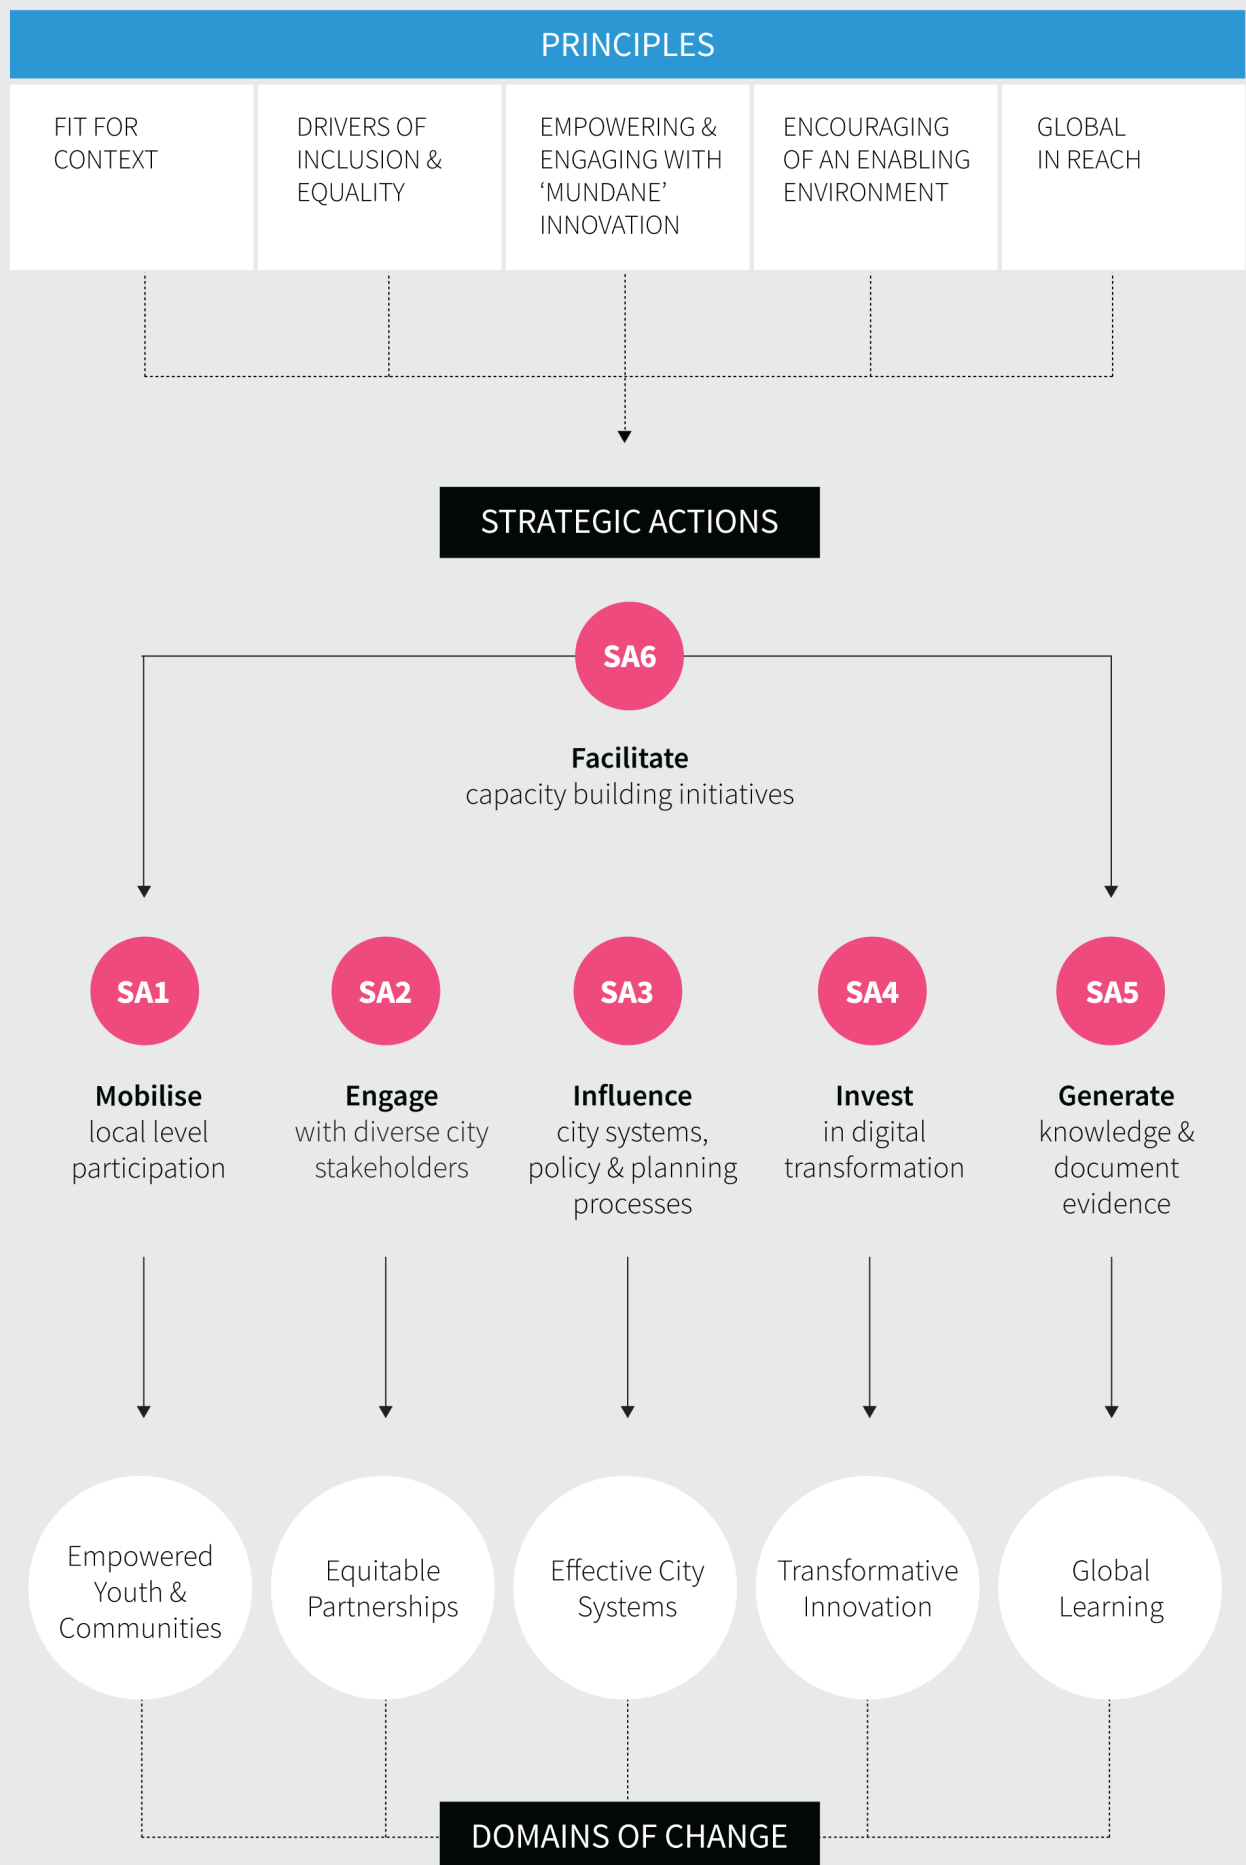 PRINCIPLES
FIT FOR
CONTEXT
DRIVERS OF
INCLUSION &
EQUALITY
EMPOWERING &
ENGAGING WITH
‘MUNDANE’
INNOVATION
ENCOURAGING
OF AN ENABLING
ENVIRONMENT
GLOBAL
IN REACH
STRATEGIC ACTIONS
SA6
Facilitate
capacity building initiatives
SA1
Mobilise
local level
participation
SA2
Engage
with diverse city
stakeholders
SA3
Influence
city systems,
policy & planning
processes
SA4
Invest
in digital
transformation
SA5
Generate
knowledge &
document
evidence
Empowered
Youth &
Communities
Equitable
Partnerships
Effective City
Systems
Transformative
Innovation
Global
Learning
DOMAINS OF CHANGE